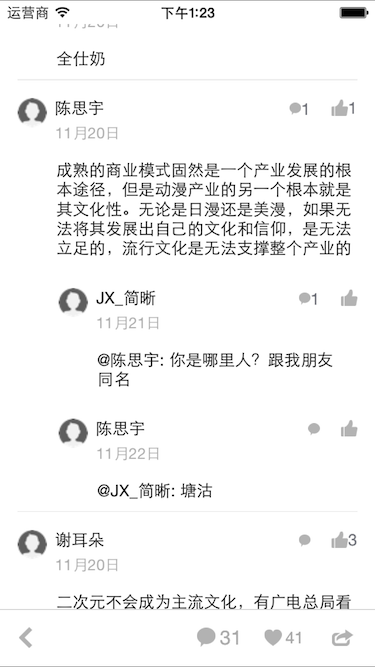 运营商 下午1:23
全仕奶
陈思宇 1 1
11月20日
成熟的商业模式固然是一个产业发展的根
本途径，但是动漫产业的另一个根本就是
其文化性。无论是日漫还是美漫，如果无
法将其发展出自己的文化和信仰，是无法
立足的，流行文化是无法支撑整个产业的
JX_简晰 1
11月21日
@陈思宇: 你是哪里人？跟我朋友
同名
陈思宇
11月22日
@JX_简晰: 塘沽
谢耳朵 3
11月20日
二次元不会成为主流文化，有广电总局看
31 41